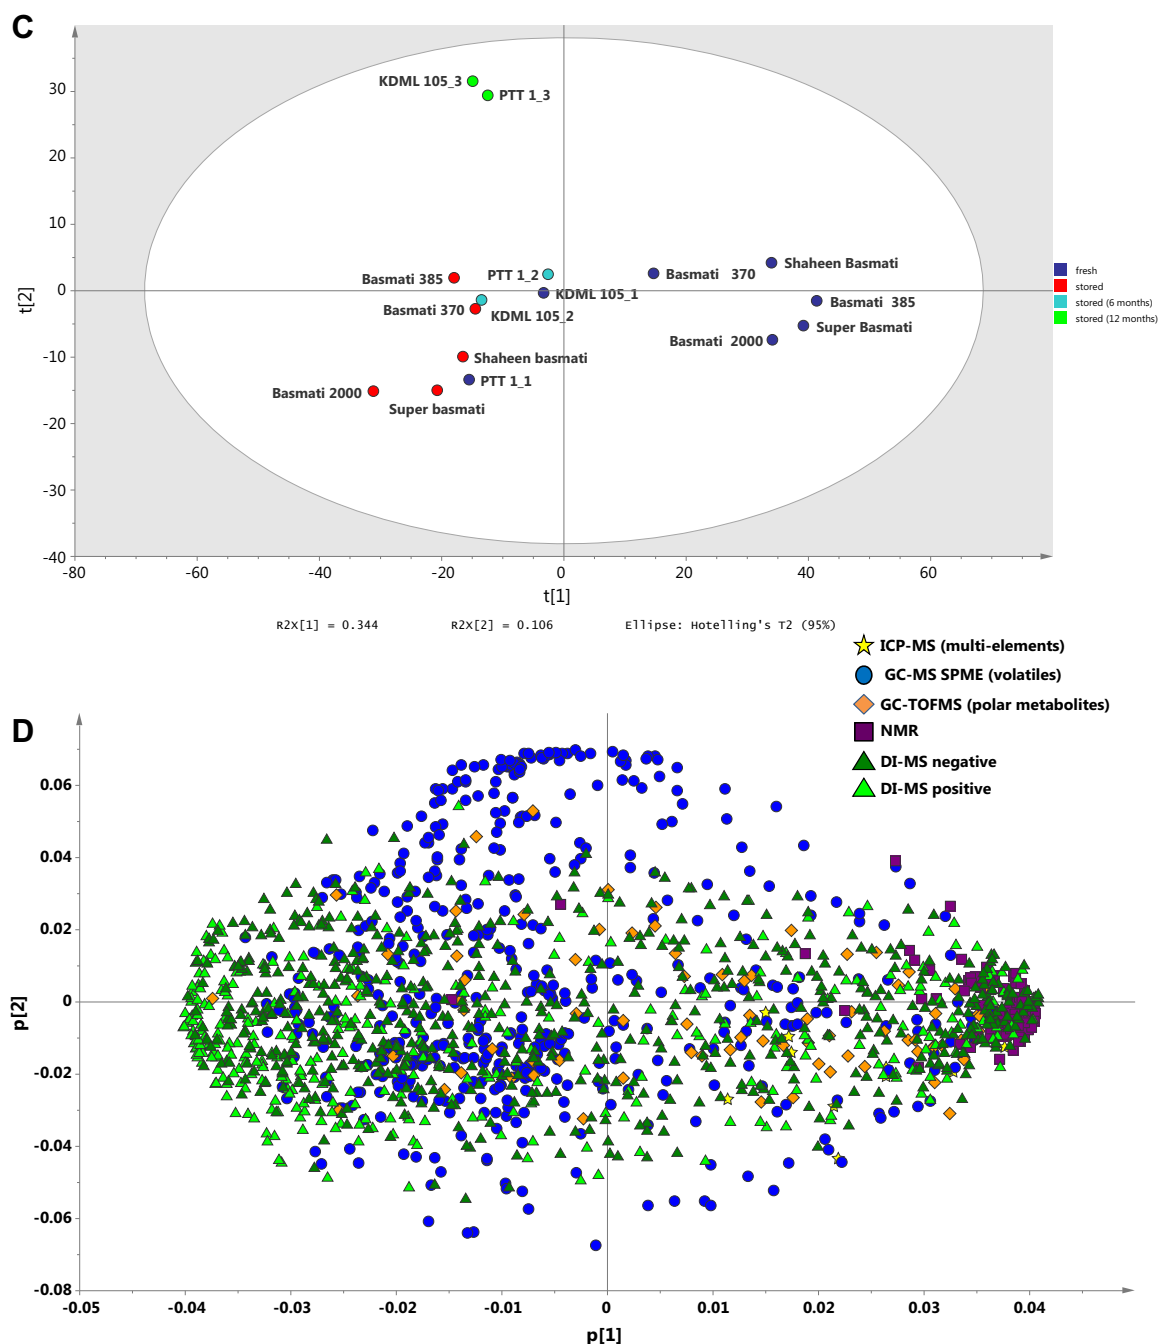 C
30
20
10
0
-10
-20
-30
-40
t[2]
KDML 105_3
PTT 1_3
Basmati 385
PTT 1_2
KDML 105_1
Basmati 370
KDML 105_2
Shaheen basmati
PTT 1_1
Basmati 2000
Super basmati
Basmati 370
Shaheen Basmati
Basmati 385
Super Basmati
Basmati 2000
fresh
stored
stored (6 months)
stored (12 months)
-80 -60 -40 -20 0 20 40 60
t[1]
R2X[1] = 0.344 R2X[2] = 0.106 Ellipse: Hotelling's T2 (95%)
ICP-MS (multi-elements)
GC-MS SPME (volatiles)
GC-TOFMS (polar metabolites)
NMR
DI-MS negative
DI-MS positive
D
0.06
0.04
0.02
0
-0.02
-0.04
-0.06
-0.08
p[2]
-0.05 -0.04 -0.03 -0.02 -0.01 0 0.01 0.02 0.03 0.04
p[1]